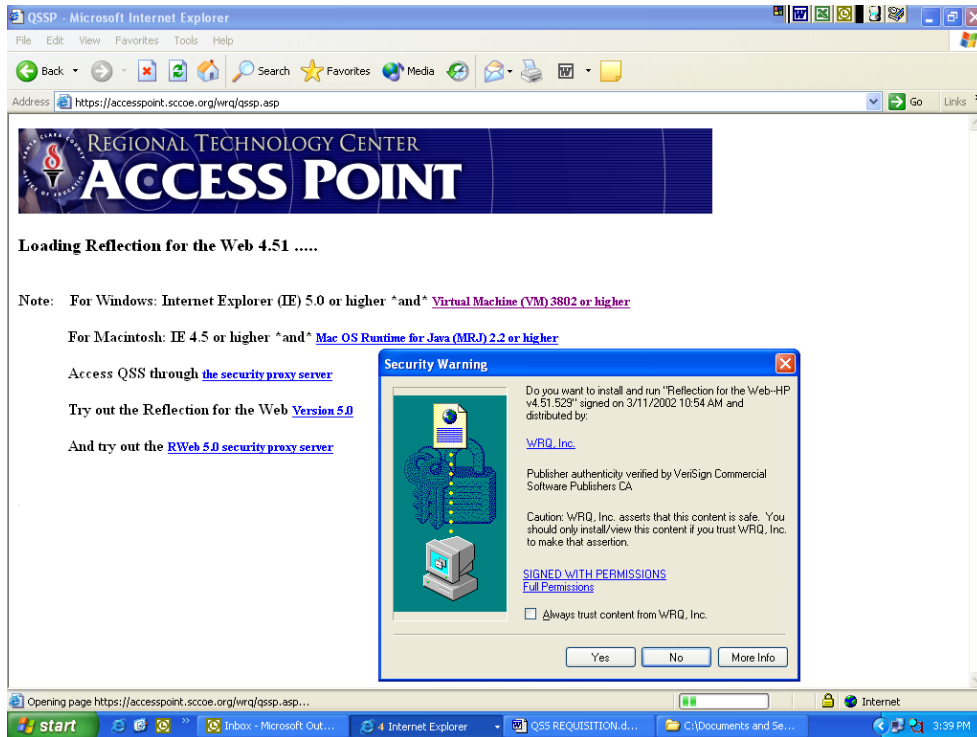 QSSP - Microsoft Internet Explorer
File Edit View Favorites Tools Help
Back Search Favorites Media
Address https://accesspoint.sccoe.org/wrq/qssp.asp Go Links
SANTA CLARA COUNTY OFFICE OF EDUCATION
REGIONAL TECHNOLOGY CENTER
ACCESS POINT
Loading Reflection for the Web 4.51 .....
Note: For Windows: Internet Explorer (IE) 5.0 or higher *and* Virtual Machine (VM) 3802 or higher
For Macintosh: IE 4.5 or higher *and* Mac OS Runtime for Java (MRJ) 2.2 or higher
Access QSS through the security proxy server
Try out the Reflection for the Web Version 5.0
And try out the RWeb 5.0 security proxy server
Security Warning
Do you want to install and run "Reflection for the Web--HP
v4.51.529" signed on 3/11/2002 10:54 AM and
distributed by:
WRQ, Inc.
Publisher authenticity verified by VeriSign Commercial
Software Publishers CA
Caution: WRQ, Inc. asserts that this content is safe. You
should only install/view this content if you trust WRQ, Inc.
to make that assertion.
SIGNED WITH PERMISSIONS
Full Permissions
Always trust content from WRQ, Inc.
Yes No More Info
Opening page https://accesspoint.sccoe.org/wrq/qssp.asp... Internet
start Inbox - Microsoft Out... 4 Internet Explorer QSS REQUISITION.d... C:\Documents and Se... 3:39 PM